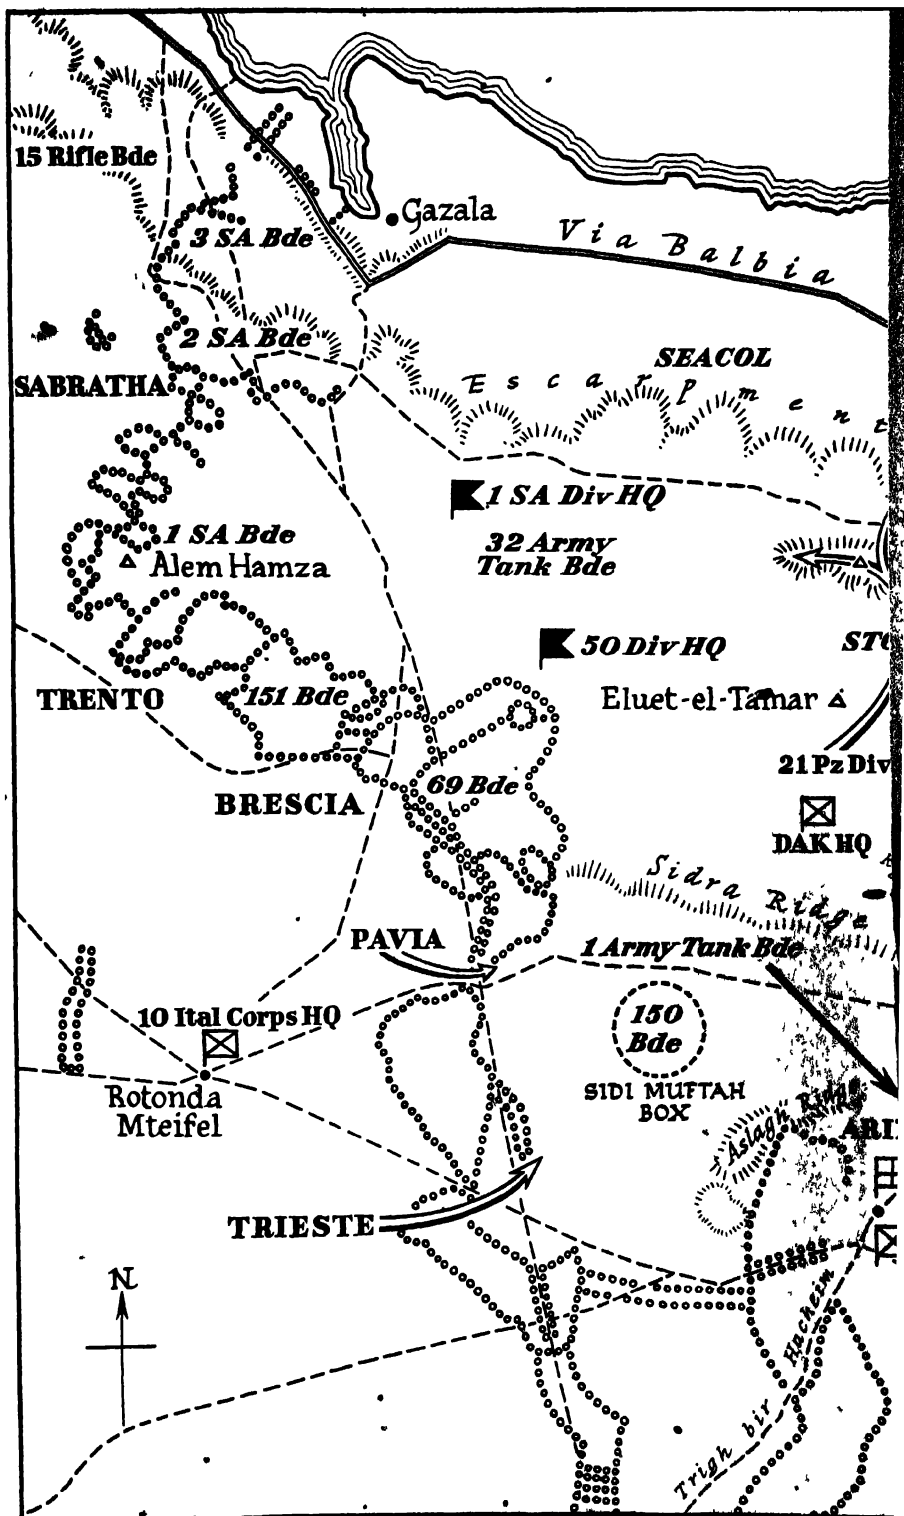 15 Rifle Bde
Gazala
3 SA Bde
Via Balbia
2 SA Bde
SEACOL
SABRATHA
Escarpment
1 SA Div HQ
1 SA Bde
32 Army
Tank Bde
Alem Hamza
50 Div HQ
TRENTO
151 Bde
Eluet-el-Tamar
21 Pz Div
69 Bde
BRESCIA
DAK HQ
Sidra Ridge
PAVIA
1 Army Tank Bde
10 Ital Corps HQ
150
Bde
Rotonda
Mteifel
SIDI MUFTAH
BOX
Aslagh Ridge
TRIESTE
N
Trigh bir Hacheim